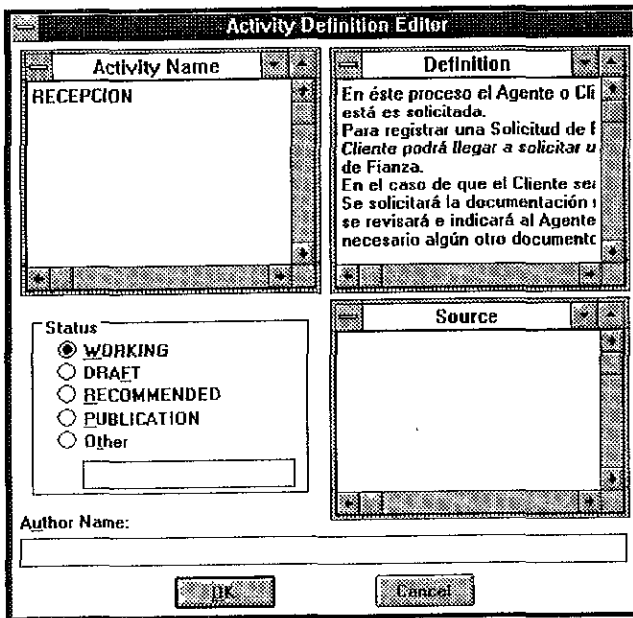 Activity Definition Editor
Activity Name
RECEPCION
Definition
En éste proceso el Agente o Cli
está es solicitada.
Para registrar una Solicitud de
Cliente podrá llegar a solicitar u
de Fianza.
En el caso de que el Cliente sea
Se solicitará la documentación
se revisará e indicará al Agente
necesario algún otro documento
Status
WORKING
DRAFT
RECOMMENDED
PUBLICATION
Other
Source
Author Name:
OK
Cancel